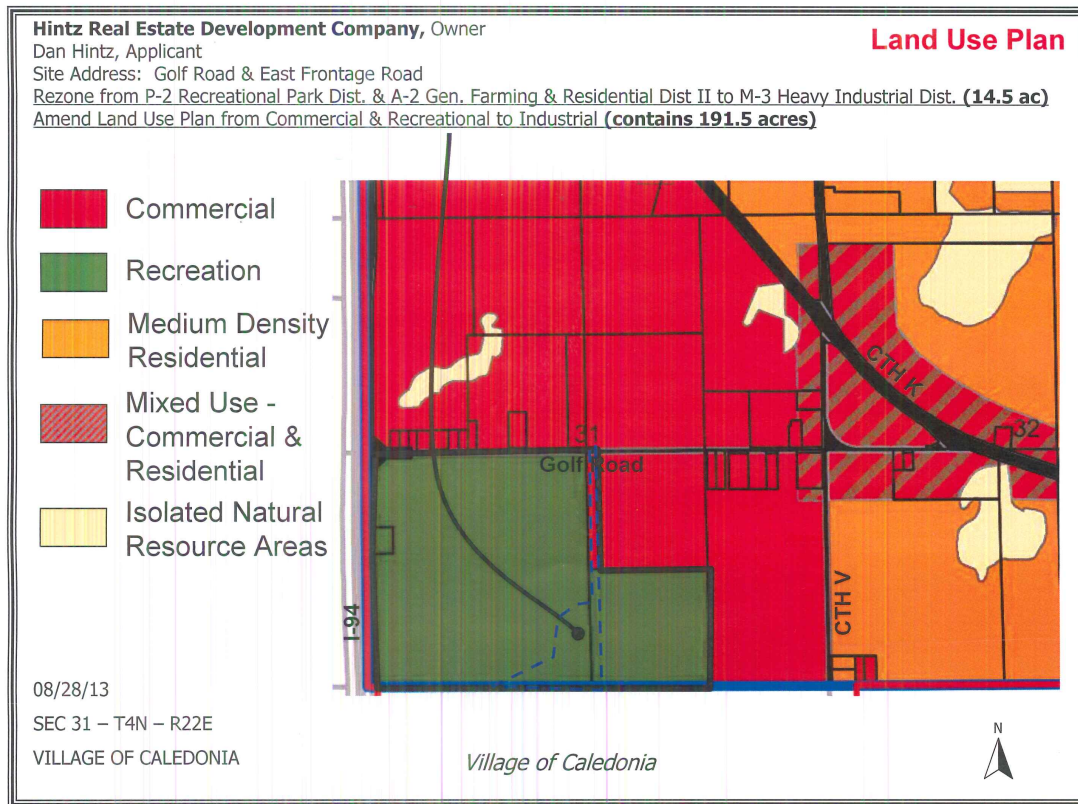 Hintz Real Estate Development Company, Owner
Land Use Plan
Dan Hintz, Applicant
Site Address: Golf Road & East Frontage Road
Rezone from P-2 Recreational Park Dist. & A-2 Gen. Farming & Residential Dist II to M-3 Heavy Industrial Dist. (14.5 ac)
Amend Land Use Plan from Commercial & Recreational to Industrial (contains 191.5 acres)
Commercial
Recreation
Medium Density
Residential
Mixed Use -
Commercial &
Residential
Isolated Natural
Resource Areas
CTH K
31
32
Golf Road
I-94
CTH V
08/28/13
SEC 31 – T4N – R22E
VILLAGE OF CALEDONIA
Village of Caledonia
N